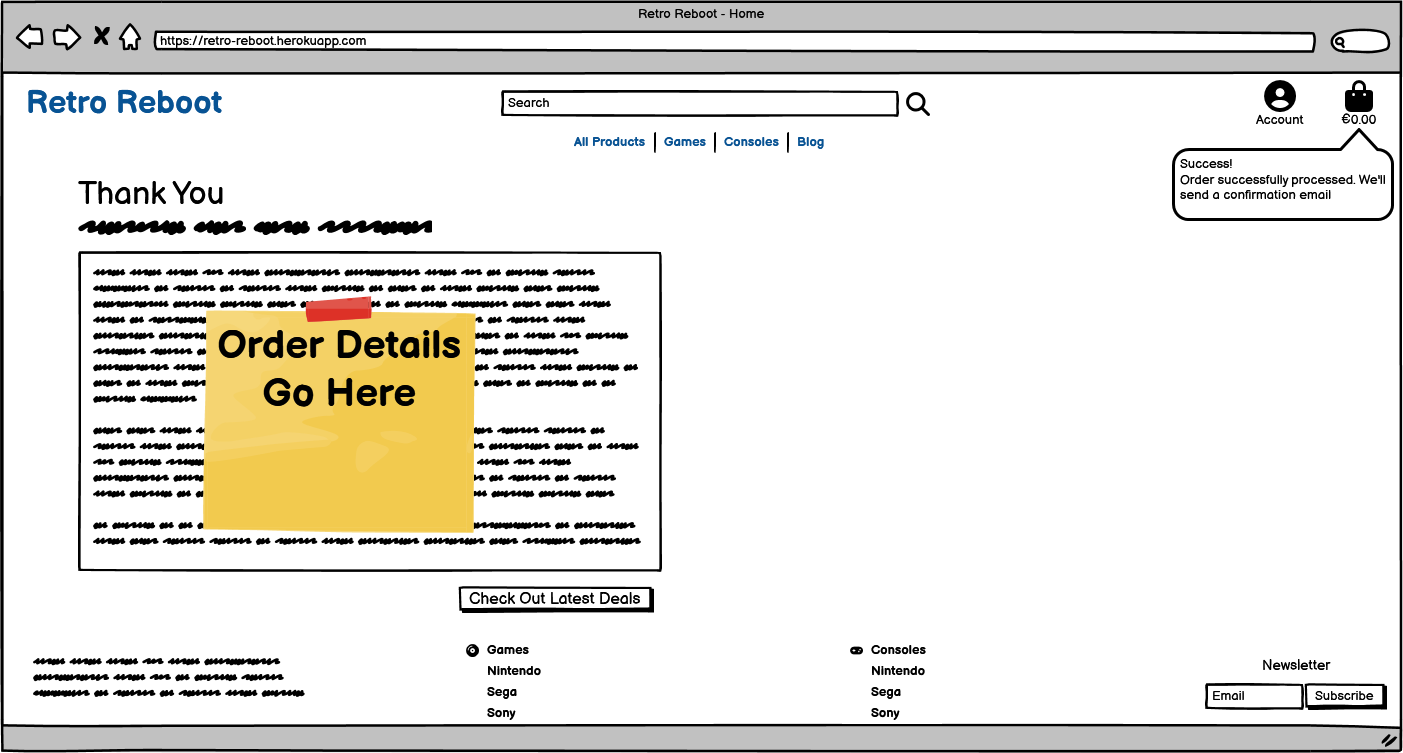 Retro Reboot - Home
https://retro-reboot.herokuapp.com
Retro Reboot
Search
Account
€0.00
All Products
Games
Consoles
Blog
Success!
Order successfully processed. We'll
send a confirmation email
Thank You
Order Details
Go Here
Check Out Latest Deals
Games
Nintendo
Sega
Sony
Consoles
Nintendo
Sega
Sony
Newsletter
Email
Subscribe